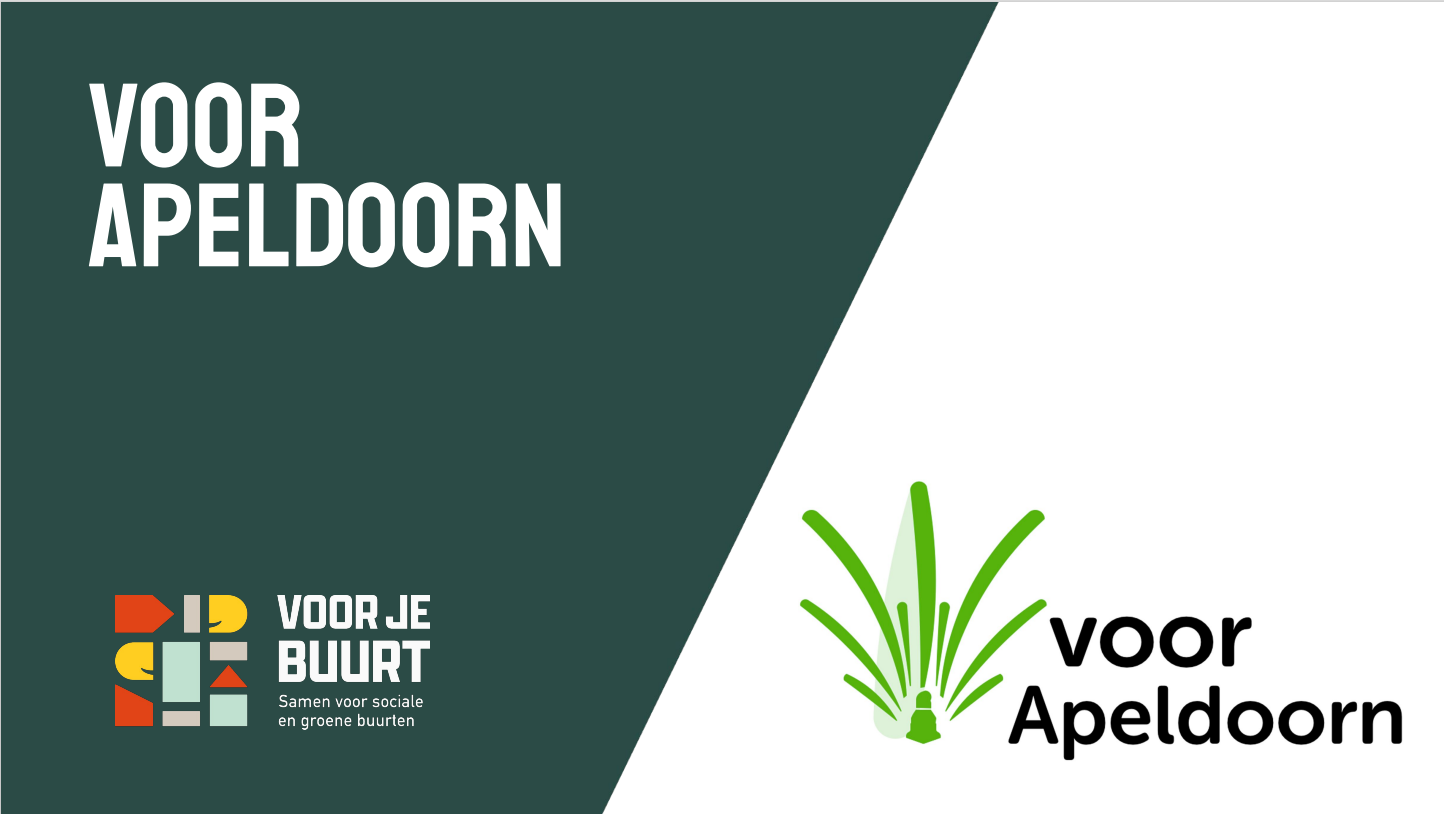 VOOR
APELDOORN
VOOR JE
BUURT
Samen voor sociale
en groene buurten
voor
Apeldoorn